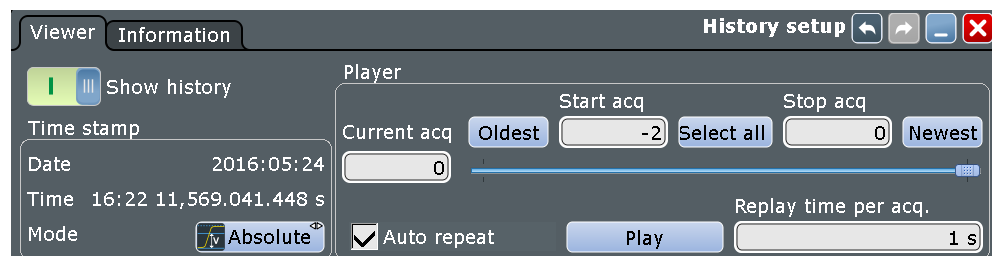 Viewer Information History setup
Show history
Player
Start acq Stop acq
Time stamp
Current acq Oldest -2 Select all 0 Newest
Date 2016:05:24
0
Time 16:22 11,569.041.448 s
Replay time per acq.
Mode Absolute
Auto repeat Play 1 s